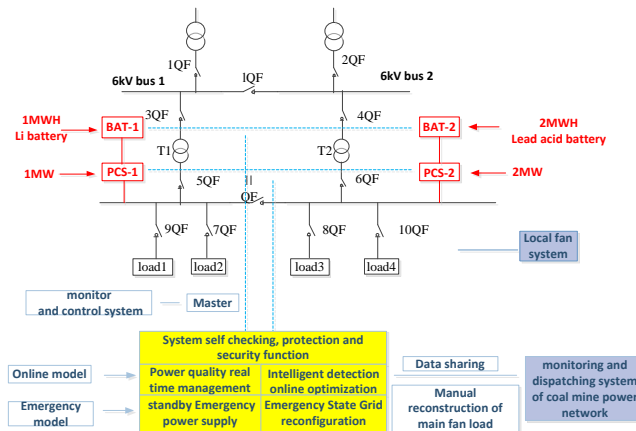 1QF
2QF
6kV bus 1
lQF
6kV bus 2
1MWH
Li battery
BAT-1
3QF
4QF
BAT-2
2MWH
Lead acid battery
T1
T2
1MW
PCS-1
5QF
6QF
PCS-2
2MW
ll
QF
9QF
7QF
8QF
10QF
load1
load2
load3
load4
Local fan
system
monitor
and control system
Master
System self checking, protection and
security function
Online model
Power quality real
time management
Intelligent detection
online optimization
Data sharing
monitoring and
dispatching system
of coal mine power
network
Emergency
model
standby Emergency
power supply
Emergency State Grid
reconfiguration
Manual
reconstruction of
main fan load